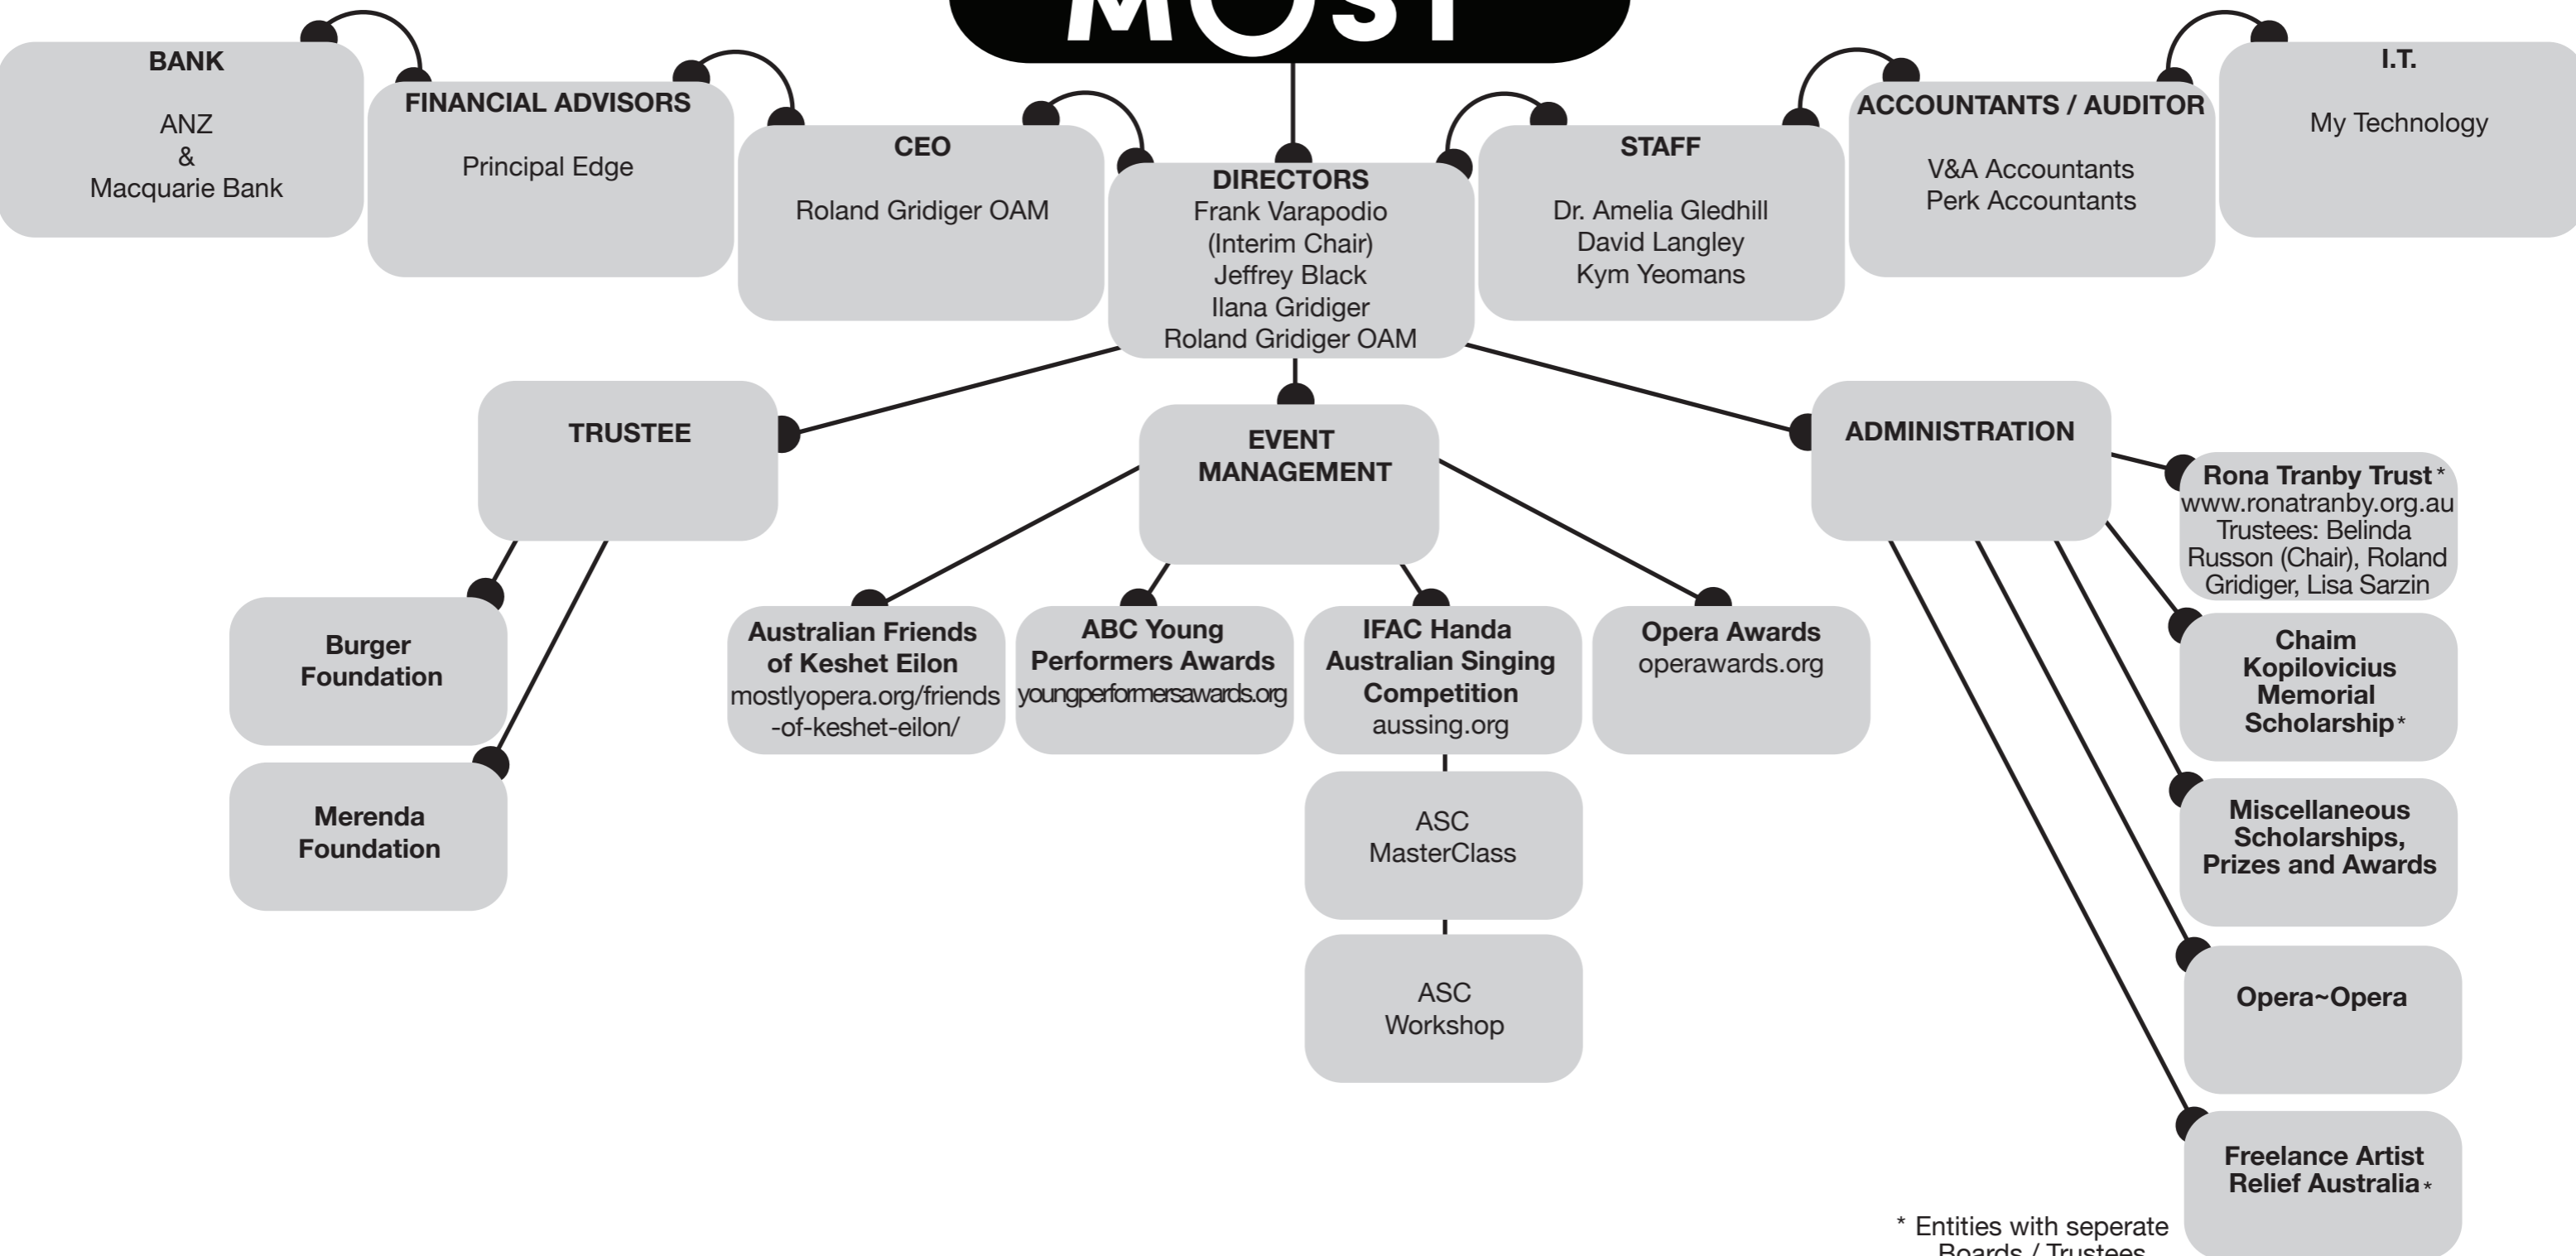 MOST
BANK
ANZ
&
Macquarie Bank
FINANCIAL ADVISORS
Principal Edge
CEO
Roland Gridiger OAM
DIRECTORS
Frank Varapodio
(Interim Chair)
Jeffrey Black
Ilana Gridiger
Roland Gridiger OAM
STAFF
Dr. Amelia Gledhill
David Langley
Kym Yeomans
ACCOUNTANTS / AUDITOR
V&A Accountants
Perk Accountants
I.T.
My Technology
TRUSTEE
Burger
Foundation
Merenda
Foundation
EVENT
MANAGEMENT
Australian Friends
of Keshet Eilon
mostlyopera.org/friends
-of-keshet-eilon/
ABC Young
Performers Awards
youngperformersawards.org
IFAC Handa
Australian Singing
Competition
aussing.org
ASC
MasterClass
ASC
Workshop
Opera Awards
operawards.org
ADMINISTRATION
Rona Tranby Trust *
www.ronatranby.org.au
Trustees: Belinda
Russon (Chair), Roland
Gridiger, Lisa Sarzin
Chaim
Kopilovicius
Memorial
Scholarship *
Miscellaneous
Scholarships,
Prizes and Awards
Opera~Opera
Freelance Artist
Relief Australia *
* Entities with seperate
Boards / Trustees